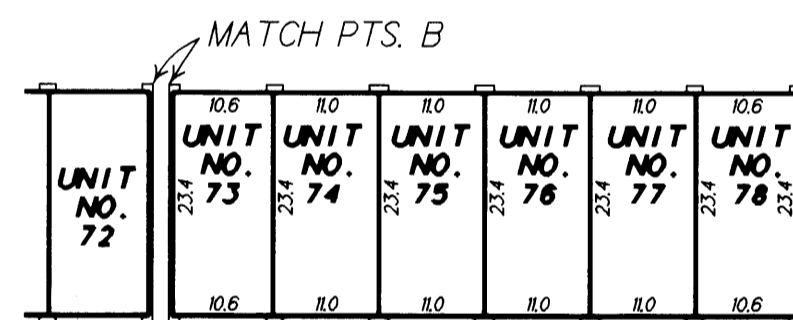 MATCH PTS. B
10.6 11.0 11.0 11.0 11.0 10.6
UNIT NO. 72
UNIT NO. 73
UNIT NO. 74
UNIT NO. 75
UNIT NO. 76
UNIT NO. 77
UNIT NO. 78
23.4 23.4 23.4 23.4 23.4 23.4 23.4
10.6 11.0 11.0 11.0 11.0 10.6